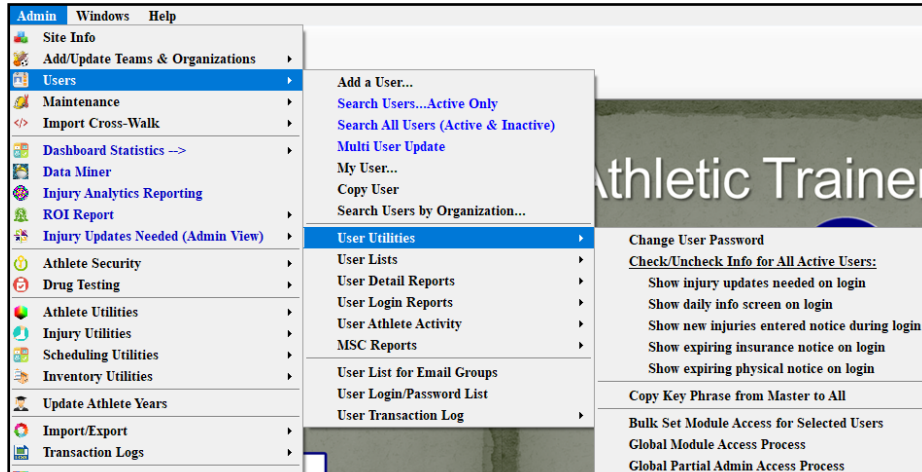 Admin Windows Help
Site Info
Add/Update Teams & Organizations
Users
Maintenance
Import Cross-Walk
Dashboard Statistics -->
Data Miner
Injury Analytics Reporting
ROI Report
Injury Updates Needed (Admin View)
Athlete Security
Drug Testing
Athlete Utilities
Injury Utilities
Scheduling Utilities
Inventory Utilities
Update Athlete Years
Import/Export
Transaction Logs
Add a User...
Search Users...Active Only
Search All Users (Active & Inactive)
Multi User Update
My User...
Copy User
Search Users by Organization...
User Utilities
User Lists
User Detail Reports
User Login Reports
User Athlete Activity
MSC Reports
User List for Email Groups
User Login/Password List
User Transaction Log
Change User Password
Check/Uncheck Info for All Active Users:
Show injury updates needed on login
Show daily info screen on login
Show new injuries entered notice during login
Show expiring insurance notice on login
Show expiring physical notice on login
Copy Key Phrase from Master to All
Bulk Set Module Access for Selected Users
Global Module Access Process
Global Partial Admin Access Process
Athletic Trainer